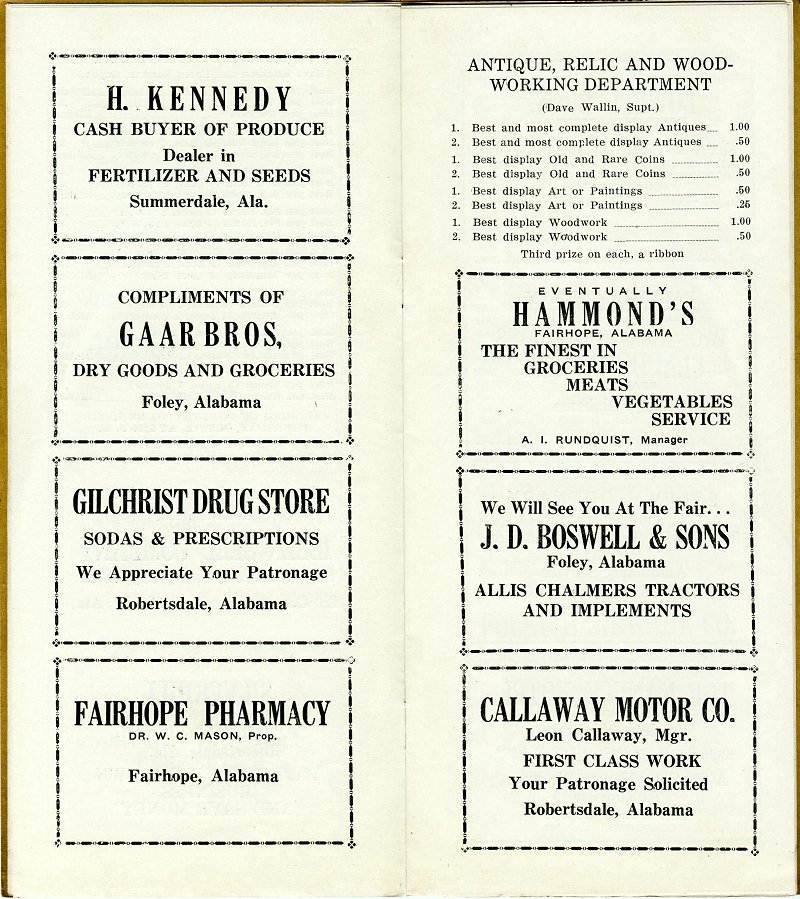 H. KENNEDY
CASH BUYER OF PRODUCE
Dealer in
FERTILIZER AND SEEDS
Summerdale, Ala.
COMPLIMENTS OF
GAAR BROS,
DRY GOODS AND GROCERIES
Foley, Alabama
GILCHRIST DRUG STORE
SODAS & PRESCRIPTIONS
We Appreciate Your Patronage
Robertsdale, Alabama
FAIRHOPE PHARMACY
DR. W. C. MASON, Prop.
Fairhope, Alabama
ANTIQUE, RELIC AND WOOD-
WORKING DEPARTMENT
(Dave Wallin, Supt.)
1. Best and most complete display Antiques 1.00
2. Best and most complete display Antiques .50
1. Best display Old and Rare Coins 1.00
2. Best display Old and Rare Coins .50
1. Best display Art or Paintings .50
2. Best display Art or Paintings .25
1. Best display Woodwork 1.00
2. Best display Woodwork .50
Third prize on each, a ribbon
EVENTUALLY
HAMMOND'S
FAIRHOPE, ALABAMA
THE FINEST IN
GROCERIES
MEATS
VEGETABLES
SERVICE
A. I. RUNDQUIST, Manager
We Will See You At The Fair...
J. D. BOSWELL & SONS
Foley, Alabama
ALLIS CHALMERS TRACTORS
AND IMPLEMENTS
CALLAWAY MOTOR CO.
Leon Callaway, Mgr.
FIRST CLASS WORK
Your Patronage Solicited
Robertsdale, Alabama